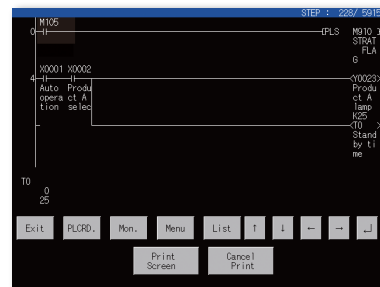 STEP : 228/ 5915
M105
0
PLS M910
STRAT
FLA
G
X0001 X0002
4
Y0023
Auto Produ
opera ct A
tion selec
Produ
ct A
lamp
K25
T0
Stand
by ti
me
T0
0
25
Exit PLCRD. Mon. Menu List ↑ ↓ ← → ↵
Print
Screen
Cancel
Print